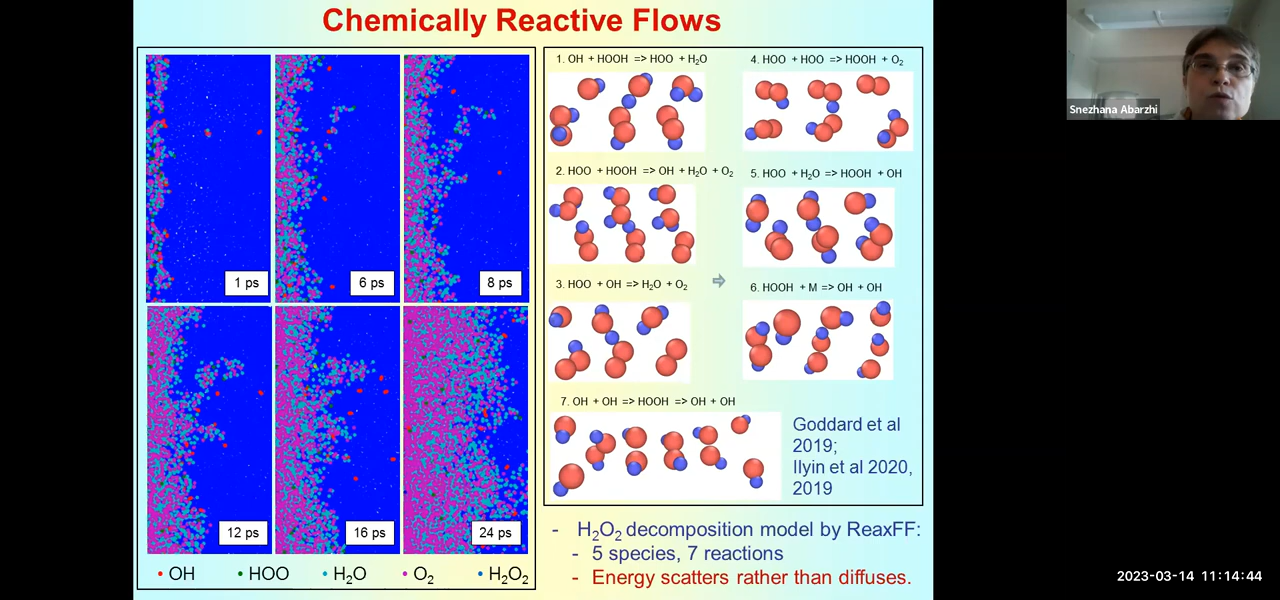 Chemically Reactive Flows
1 ps
6 ps
8 ps
12 ps
16 ps
24 ps
• OH • HOO • H₂O • O₂ • H₂O₂
1. OH + HOOH => HOO + H₂O
4. HOO + HOO => HOOH + O₂
2. HOO + HOOH => OH + H₂O + O₂
5. HOO + H₂O => HOOH + OH
3. HOO + OH => H₂O + O₂
6. HOOH + M => OH + OH
7. OH + OH => HOOH => OH + OH
Goddard et al
2019;
Ilyin et al 2020,
2019
- H₂O₂ decomposition model by ReaxFF:
- 5 species, 7 reactions
- Energy scatters rather than diffuses.
Snezhana Abarzhi
2023-03-14 11:14:44